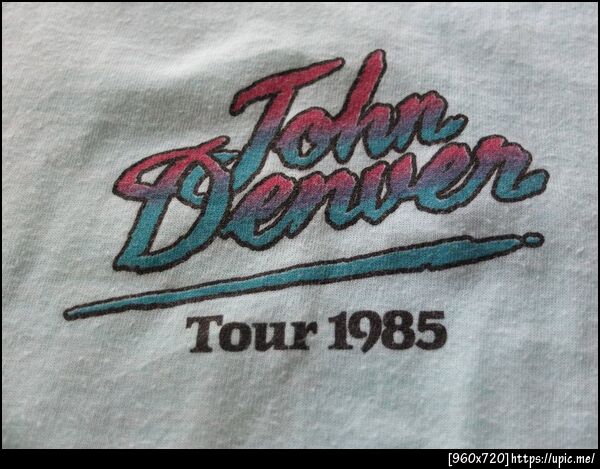 John
Denver
Tour 1985
[960x720]https://upic.me/